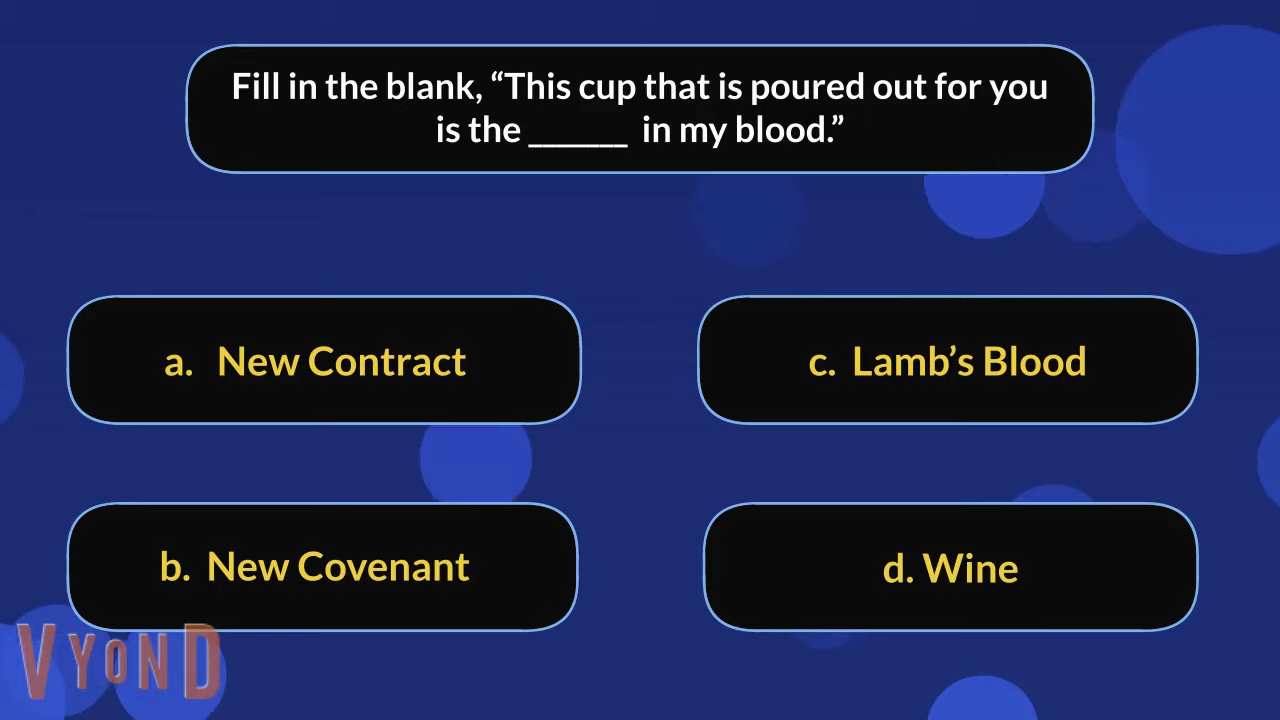 Fill in the blank, “This cup that is poured out for you
is the ______ in my blood.”
a. New Contract
c. Lamb’s Blood
b. New Covenant
d. Wine
VYOND